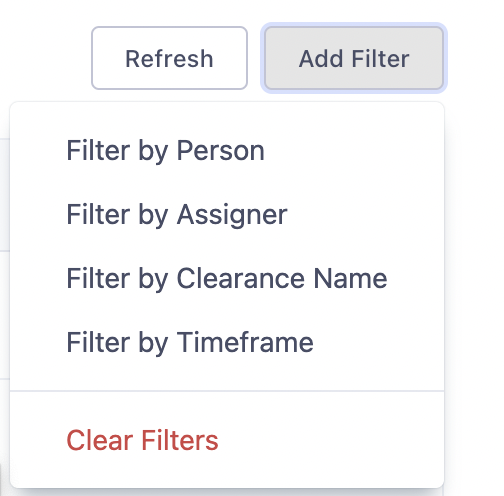 Refresh
Add Filter
Filter by Person
Filter by Assigner
Filter by Clearance Name
Filter by Timeframe
Clear Filters